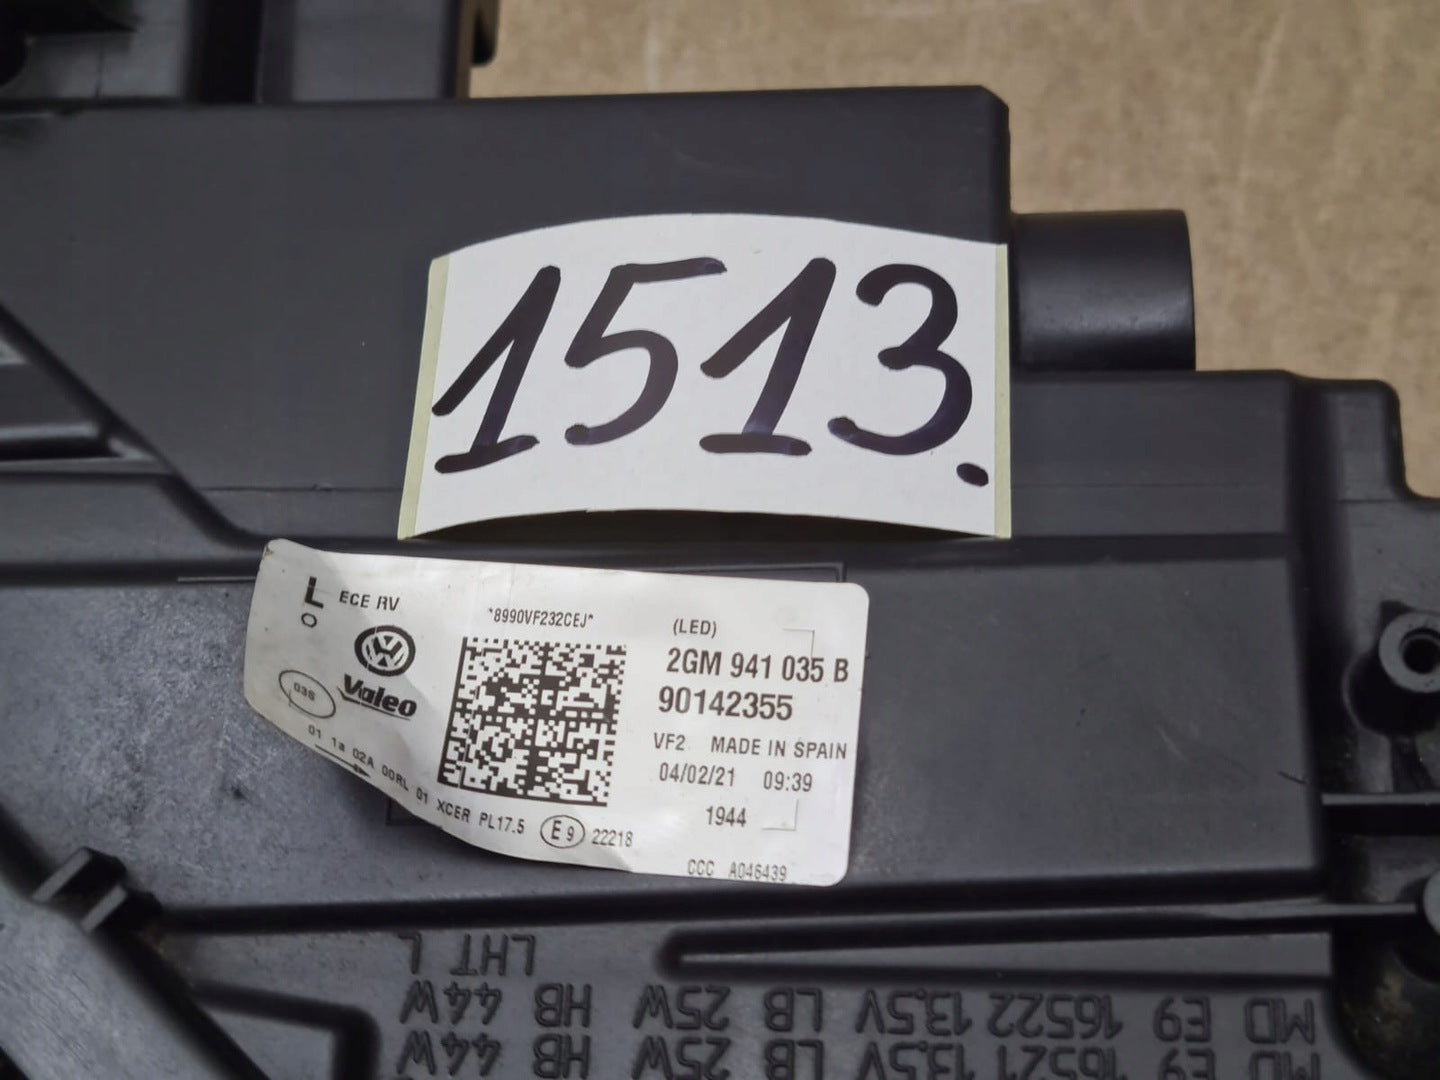 1513.
L
O
ECE RV
*8990VF232CEJ*
(LED)
2GM 941 035 B
90142355
Valeo
03S
VF2 MADE IN SPAIN
04/02/21 09:39
1944
01 1a 02A 00RL 01 XCER PL17.5 E9 22218
CCC A046439
LHT L
MD E9 16522 13.5V LB 25W HB 44W
MD E9 16521 13.5V LB 25W HB 44W